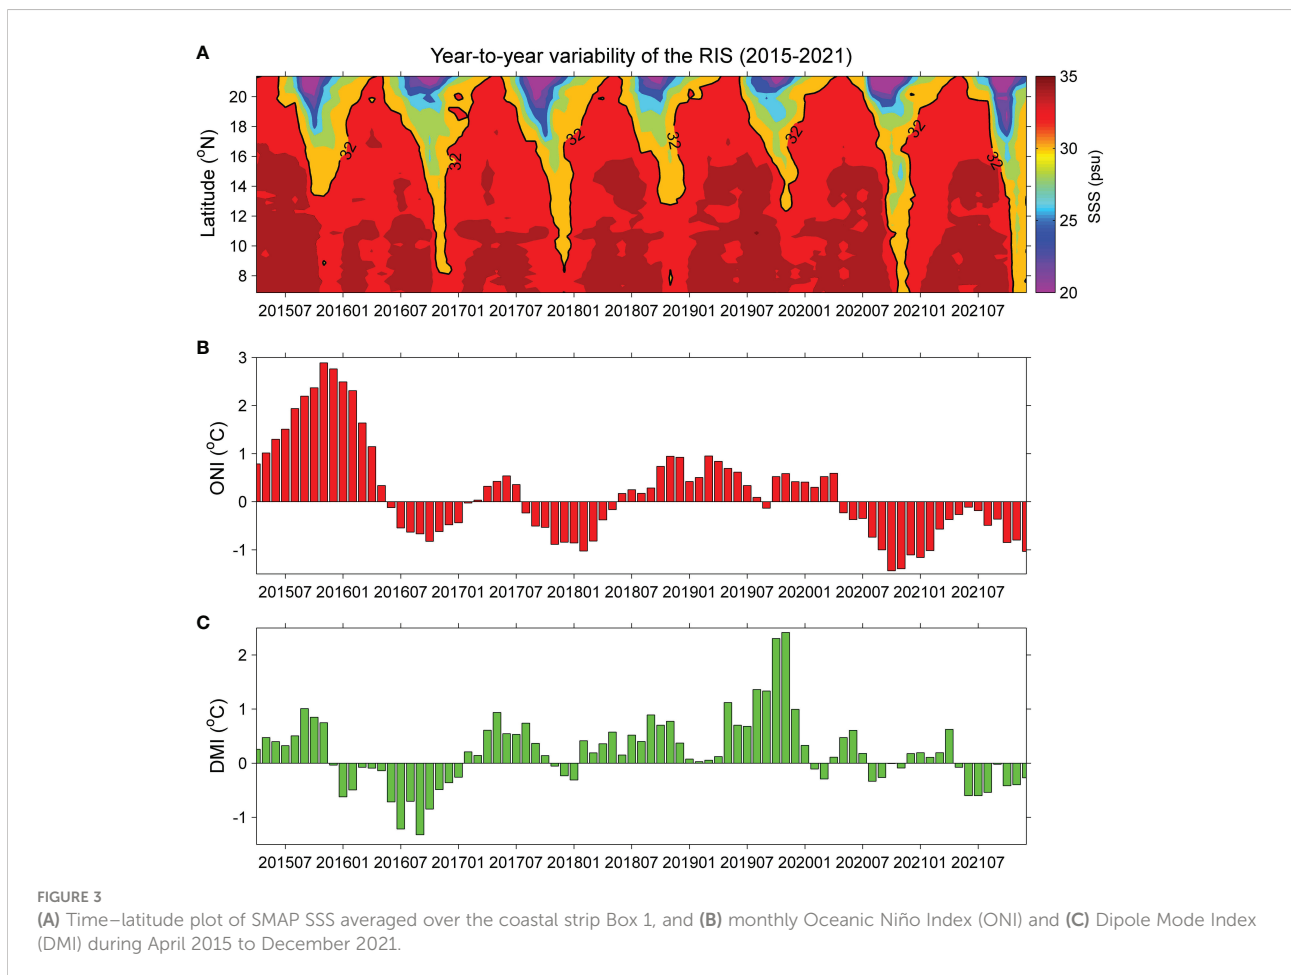 A
Year-to-year variability of the RIS (2015-2021)
Latitude (°N)
20
18
16
14
12
10
8
32
32
32
32
32
32
32
201507 201601 201607 201701 201707 201801 201807 201901 201907 202001 202007 202101 202107
35
30
25
20
SSS (psu)
B
ONI (°C)
3
2
1
0
-1
201507 201601 201607 201701 201707 201801 201807 201901 201907 202001 202007 202101 202107
C
DMI (°C)
2
1
0
-1
201507 201601 201607 201701 201707 201801 201807 201901 201907 202001 202007 202101 202107
FIGURE 3
(A) Time–latitude plot of SMAP SSS averaged over the coastal strip Box 1, and (B) monthly Oceanic Niño Index (ONI) and (C) Dipole Mode Index
(DMI) during April 2015 to December 2021.